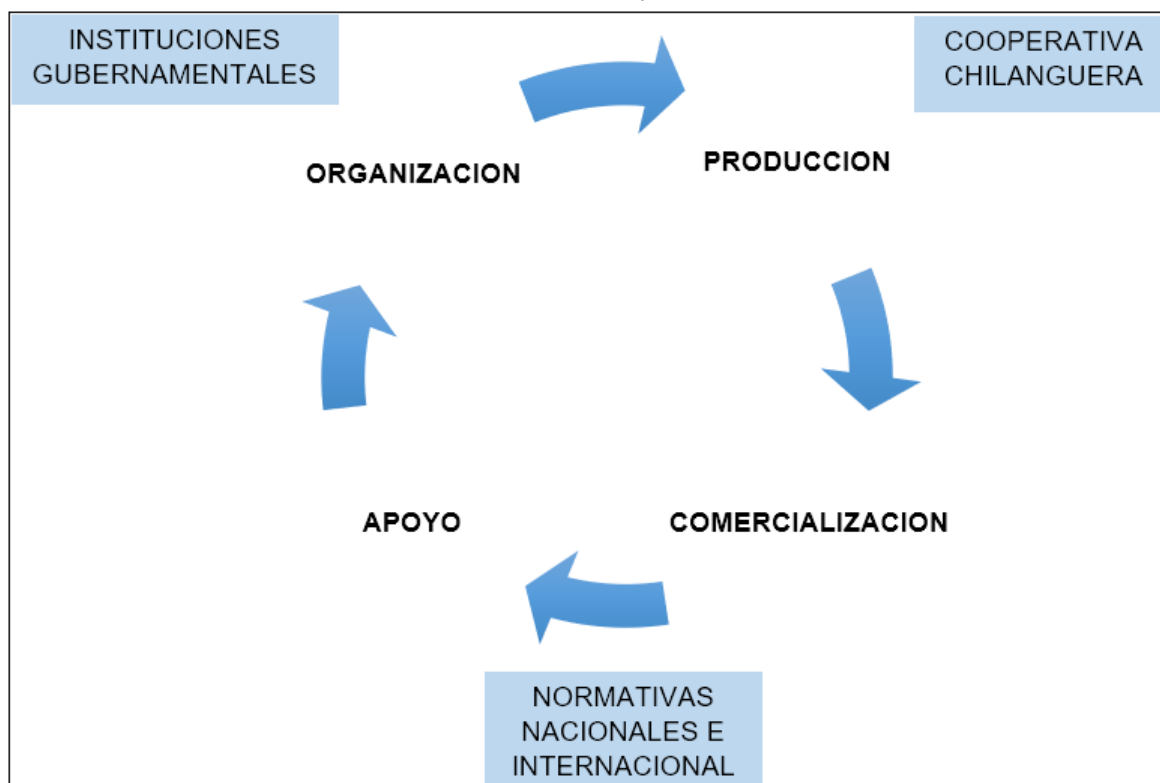 INSTITUCIONES
GUBERNAMENTALES
COOPERATIVA
CHILANGUERA
ORGANIZACION
PRODUCCION
APOYO
COMERCIALIZACION
NORMATIVAS
NACIONALES E
INTERNACIONAL